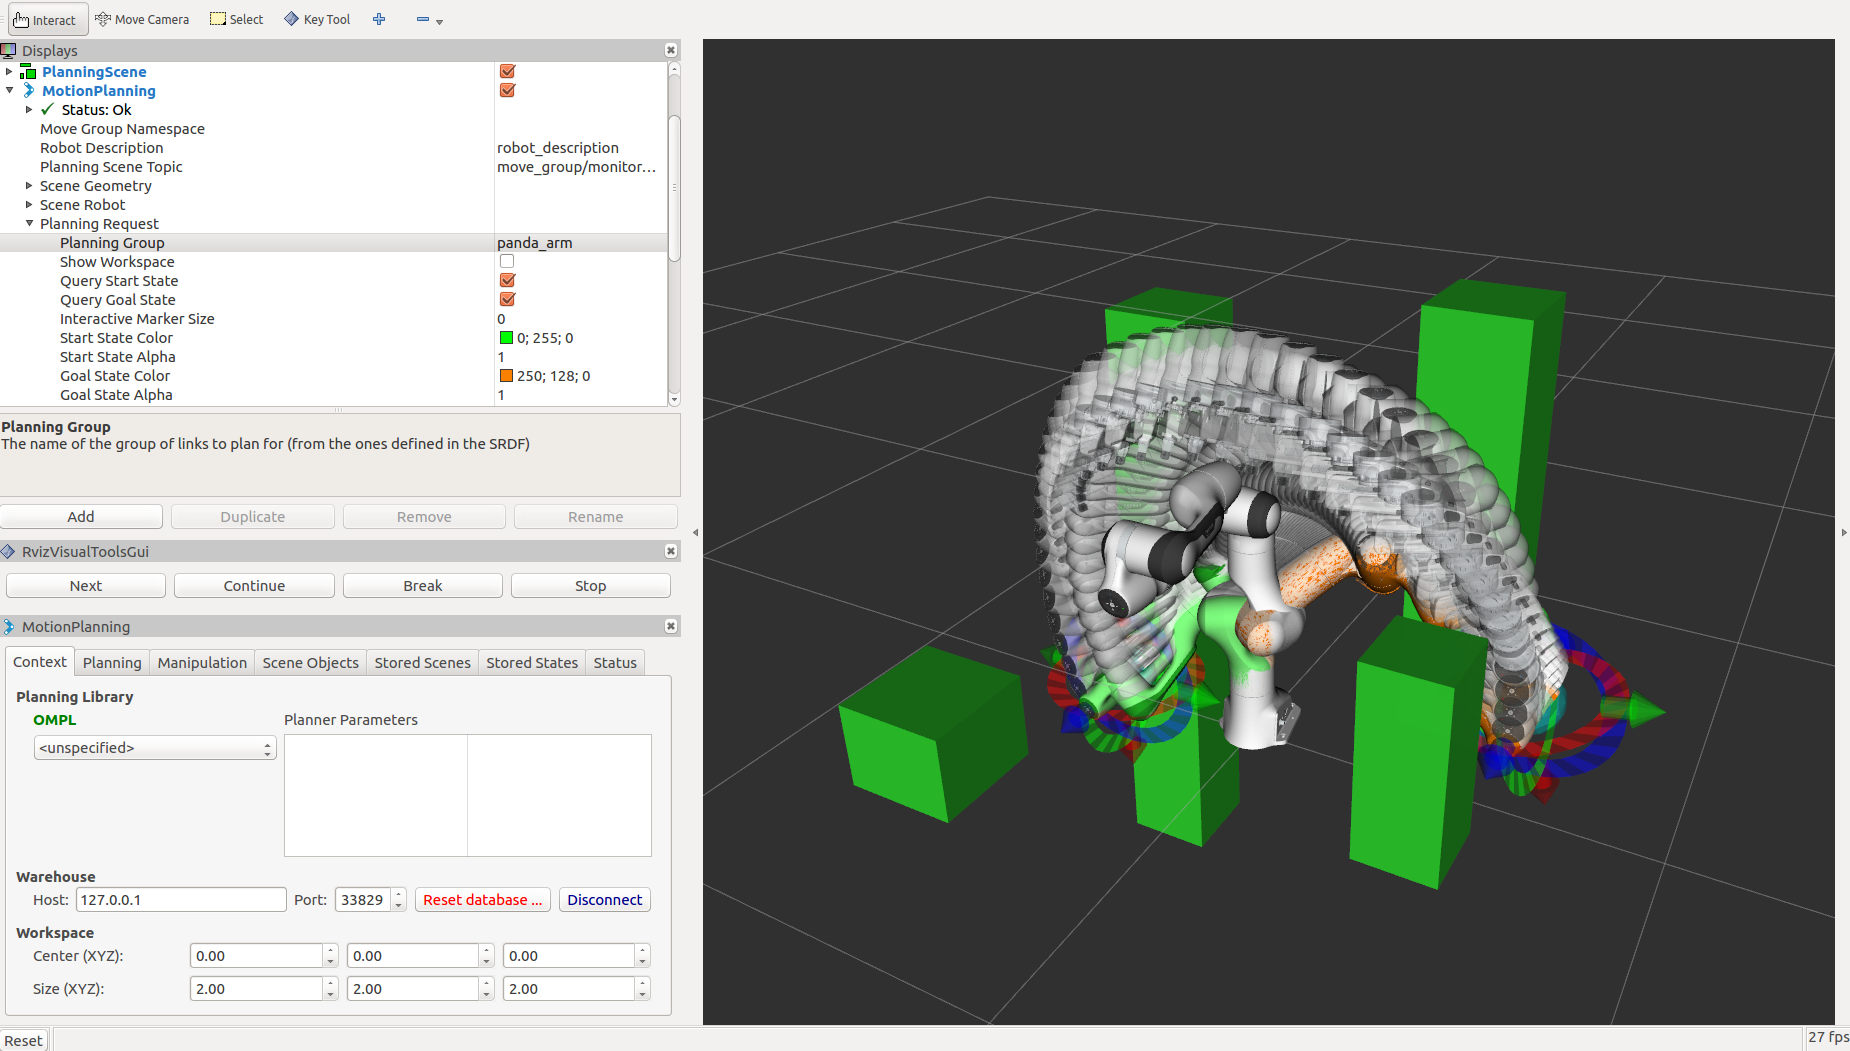 Interact Move Camera Select Key Tool
Displays
PlanningScene
MotionPlanning
Status: Ok
Move Group Namespace
Robot Description robot_description
Planning Scene Topic move_group/monitor...
Scene Geometry
Scene Robot
Planning Request
Planning Group panda_arm
Show Workspace
Query Start State
Query Goal State
Interactive Marker Size 0
Start State Color 0; 255; 0
Start State Alpha 1
Goal State Color 250; 128; 0
Goal State Alpha 1
Planning Group
The name of the group of links to plan for (from the ones defined in the SRDF)
Add Duplicate Remove Rename
RvizVisualToolsGui
Next Continue Break Stop
MotionPlanning
Context Planning Manipulation Scene Objects Stored Scenes Stored States Status
Planning Library
OMPL Planner Parameters
<unspecified>
Warehouse
Host: 127.0.0.1 Port: 33829 Reset database ... Disconnect
Workspace
Center (XYZ): 0.00 0.00 0.00
Size (XYZ): 2.00 2.00 2.00
Reset 27 fps